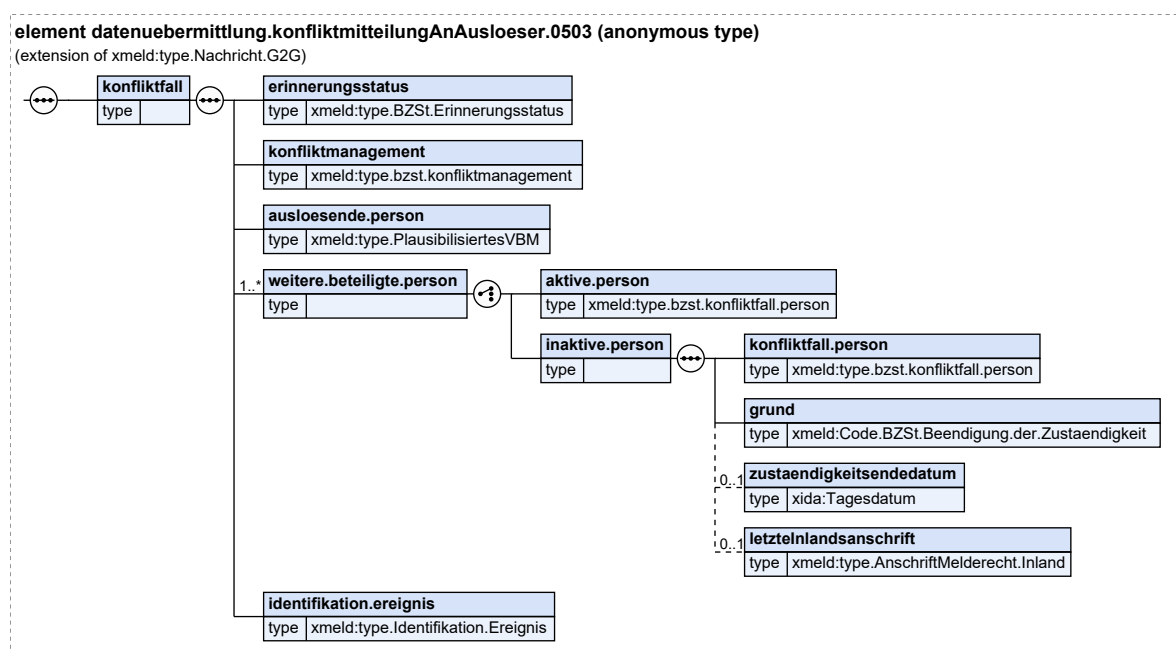 element datenuebermittlung.konfliktmitteilungAnAusloeser.0503 (anonymous type)
(extension of xmeld:type.Nachricht.G2G)
konfliktfall
type
erinnerungsstatus
type xmeld:type.BZSt.Erinnerungsstatus
konfliktmanagement
type xmeld:type.bzst.konfliktmanagement
ausloesende.person
type xmeld:type.PlausibilisiertesVBM
1..*
weitere.beteiligte.person
type
aktive.person
type xmeld:type.bzst.konfliktfall.person
inaktive.person
type
konfliktfall.person
type xmeld:type.bzst.konfliktfall.person
grund
type xmeld:Code.BZSt.Beendigung.der.Zustaendigkeit
0..1
zustaendigkeitsendedatum
type xida:Tagesdatum
0..1
letzteInlandsanschrift
type xmeld:type.AnschriftMelderecht.Inland
identifikation.ereignis
type xmeld:type.Identifikation.Ereignis